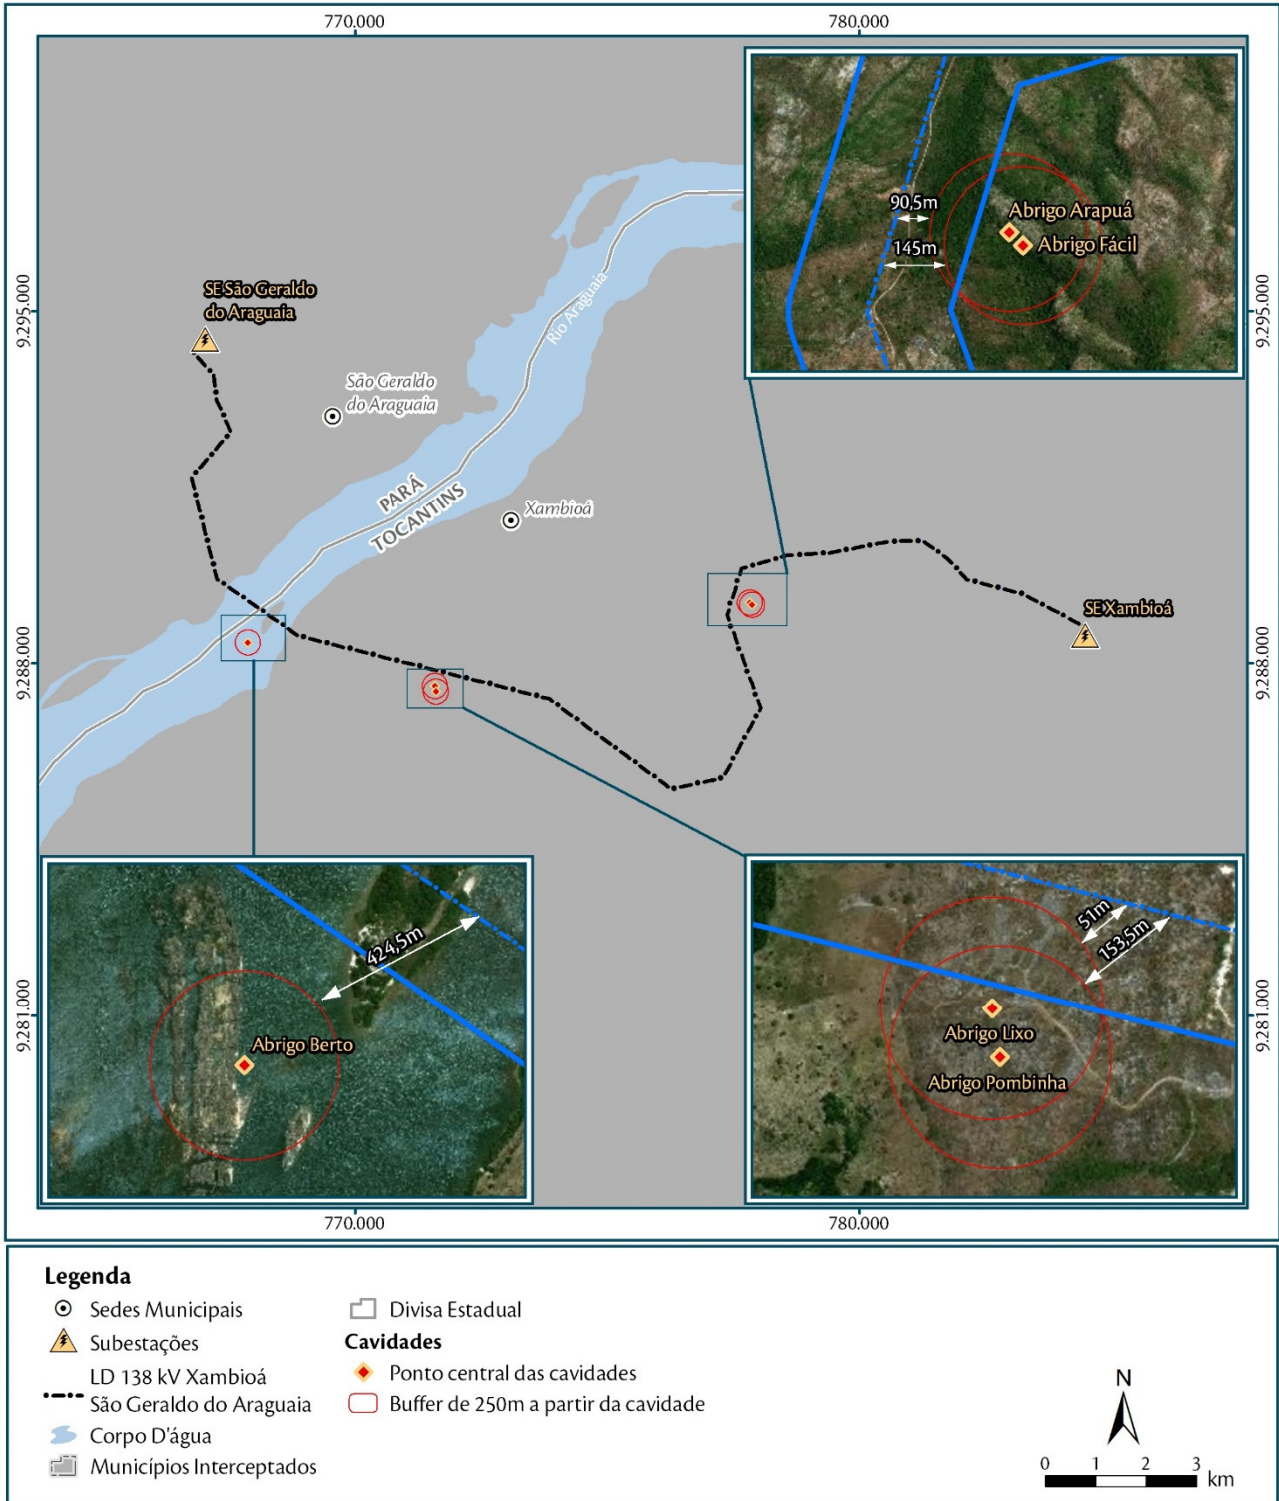 770.000
780.000
90,5m
145m
Abrigo Arapuá
Abrigo Fácil
9.295.000
9.295.000
SE São Geraldo
do Araguaia
São Geraldo
do Araguaia
Rio Araguaia
PARÁ
TOCANTINS
Xambioá
SE Xambioá
9.288.000
9.288.000
424,5m
Abrigo Berto
51m
153,5m
Abrigo Lixo
Abrigo Pombinha
9.281.000
9.281.000
770.000
780.000
Legenda
Sedes Municipais
Subestações
LD 138 kV Xambioá
São Geraldo do Araguaia
Corpo D'água
Municípios Interceptados
Divisa Estadual
Cavidades
Ponto central das cavidades
Buffer de 250m a partir da cavidade
N
0 1 2 3
km